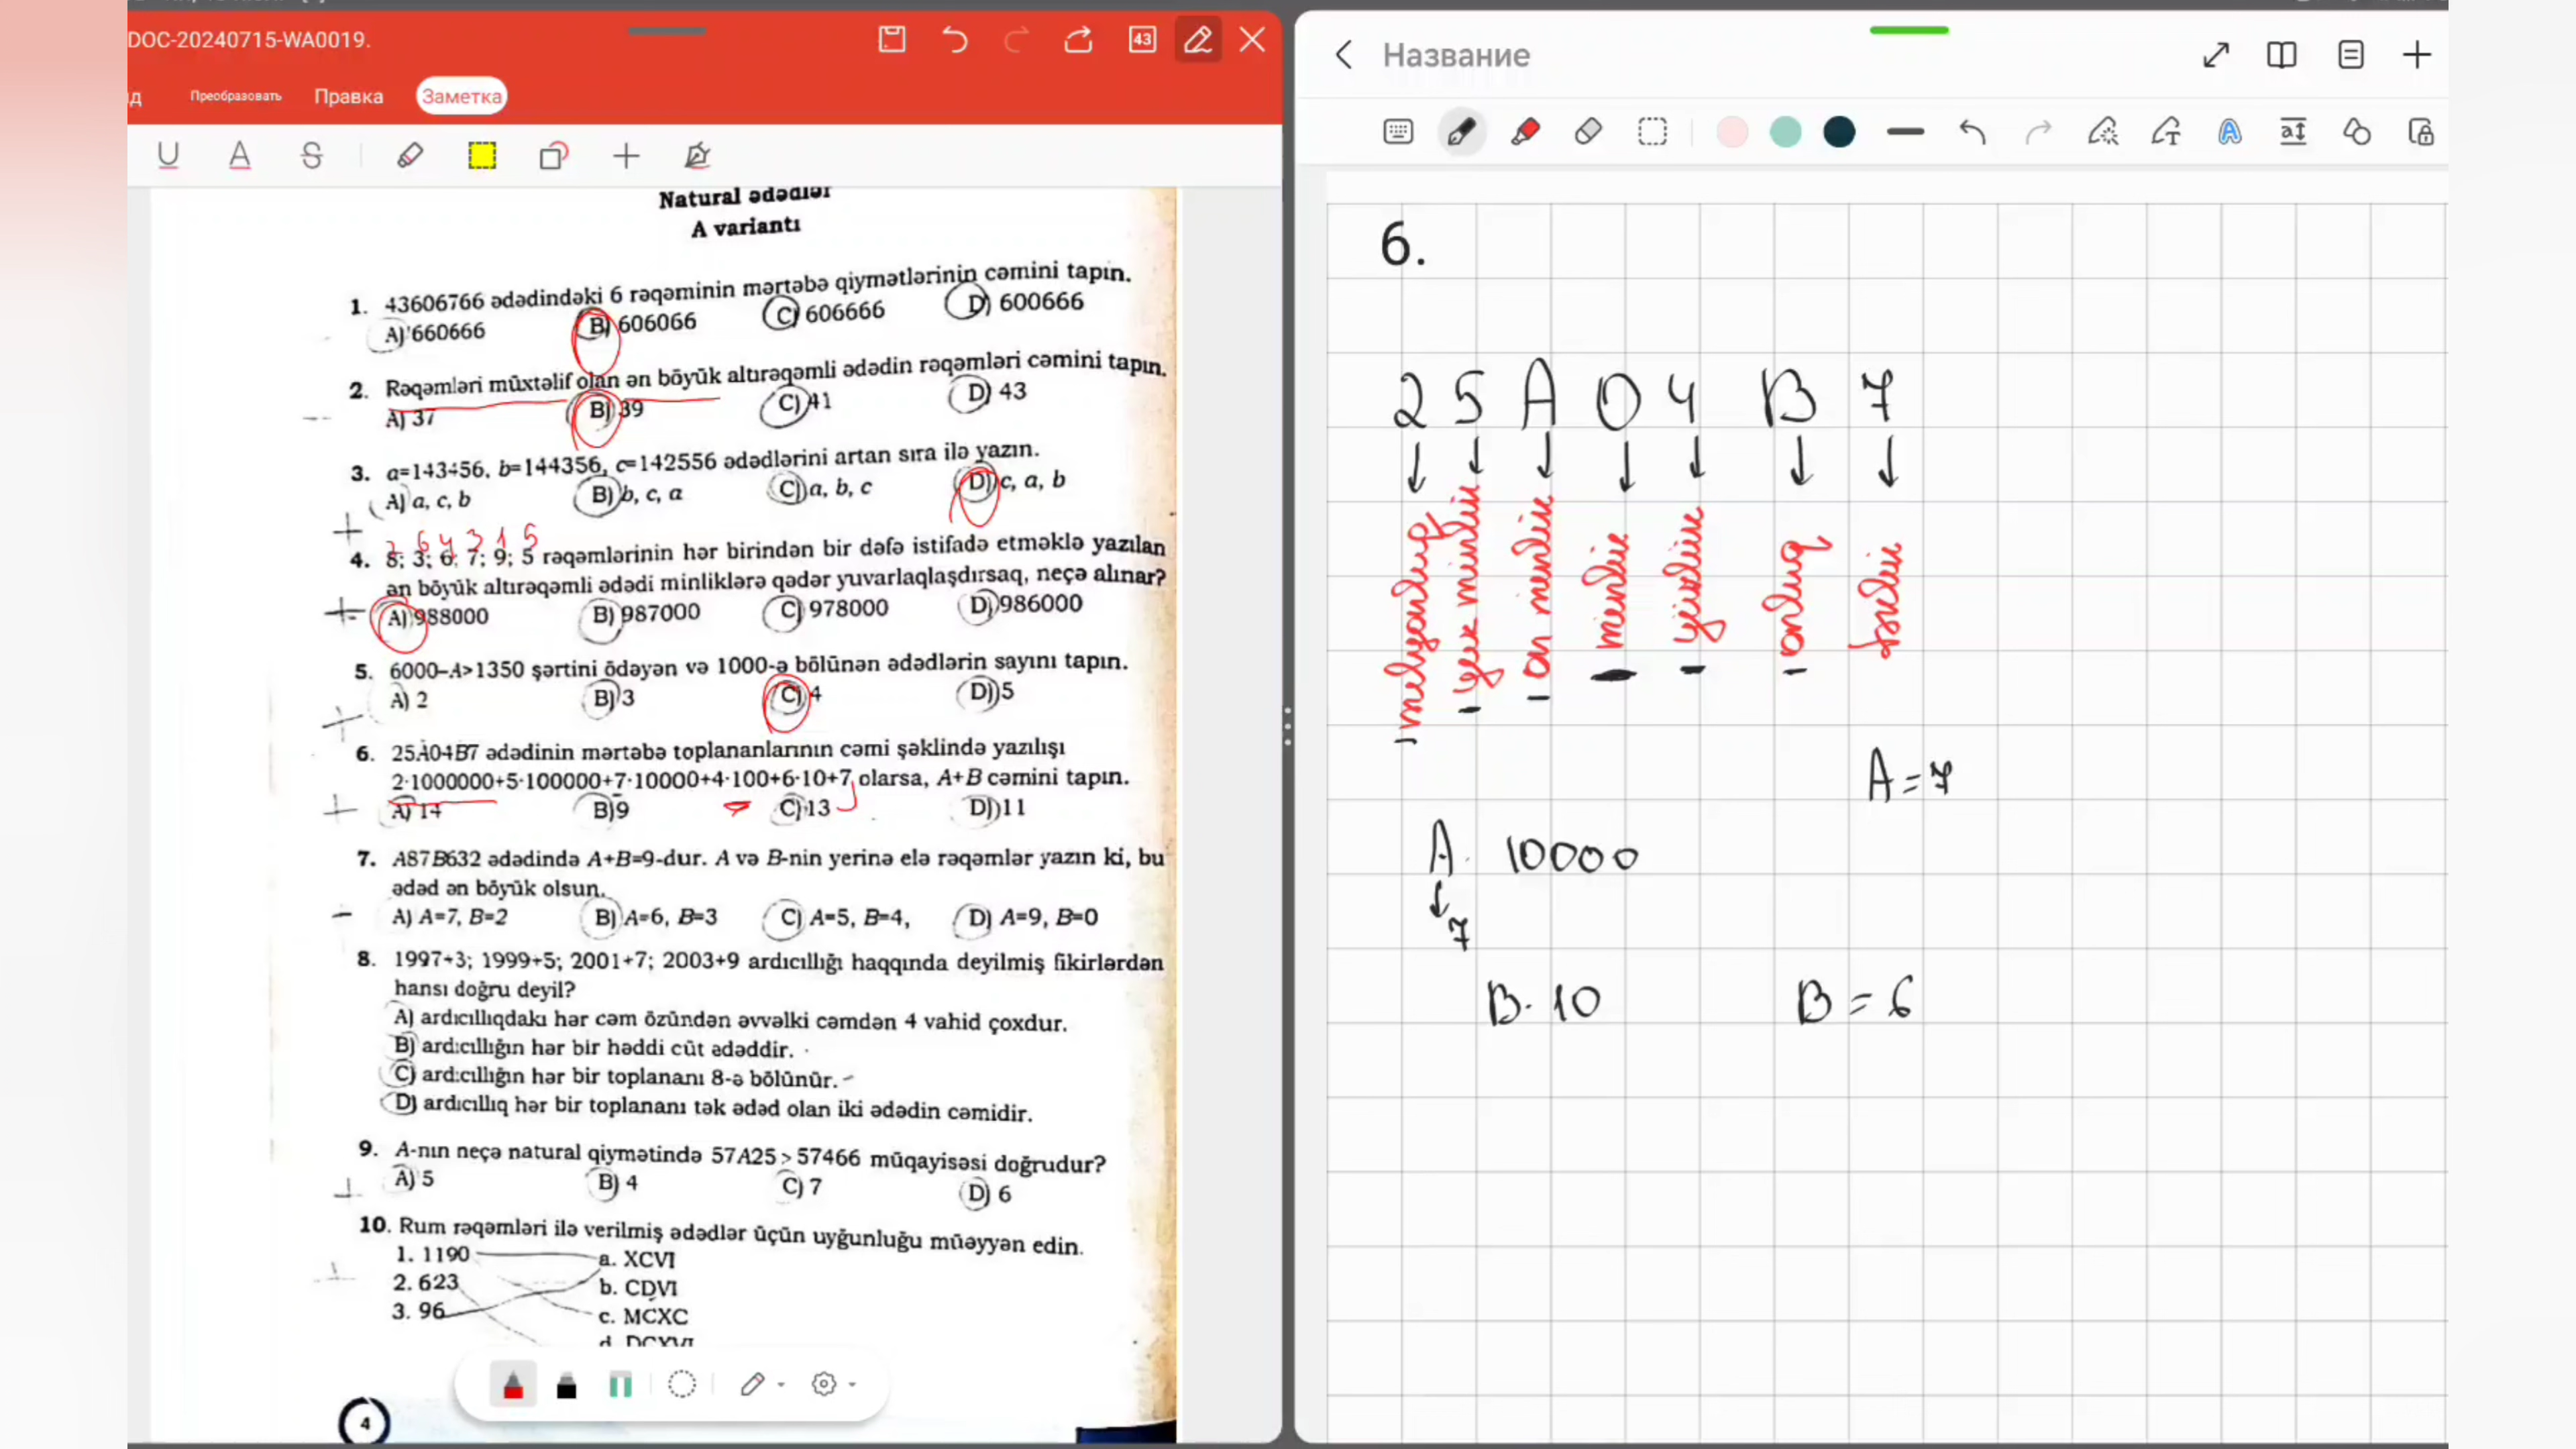 DOC-20240715-WA0019.
43
Преобразовать Правка Заметка
Natural ədədlər
A variantı
1. 43606766 ədədindəki 6 rəqəminin mərtəbə qiymətlərinin cəmini tapın.
A) 660666 B) 606066 C) 606666 D) 600666
2. Rəqəmləri müxtəlif olan ən böyük altırəqəmli ədədin rəqəmləri cəmini tapın.
A) 37 B) 39 C) 41 D) 43
3. a=143456, b=144356, c=142556 ədədlərini artan sıra ilə yazın.
A) a, c, b B) b, c, a C) a, b, c D) c, a, b
2 6 4 3 1 5
4. 8; 3; 6; 7; 9; 5 rəqəmlərinin hər birindən bir dəfə istifadə etməklə yazılan
ən böyük altırəqəmli ədədi minliklərə qədər yuvarlaqlaşdırsaq, neçə alınar?
A) 988000 B) 987000 C) 978000 D) 986000
5. 6000–A>1350 şərtini ödəyən və 1000-ə bölünən ədədlərin sayını tapın.
A) 2 B) 3 C) 4 D) 5
6. 25A04B7 ədədinin mərtəbə toplananlarının cəmi şəklində yazılışı
2·1000000+5·100000+7·10000+4·100+6·10+7 olarsa, A+B cəmini tapın.
A) 14 B) 9 C) 13 D) 11
7. A87B632 ədədində A+B=9-dur. A və B-nin yerinə elə rəqəmlər yazın ki, bu
ədəd ən böyük olsun.
A) A=7, B=2 B) A=6, B=3 C) A=5, B=4, D) A=9, B=0
8. 1997+3; 1999+5; 2001+7; 2003+9 ardıcıllığı haqqında deyilmiş fikirlərdən
hansı doğru deyil?
A) ardıcıllıqdakı hər cəm özündən əvvəlki cəmdən 4 vahid çoxdur.
B) ardıcıllığın hər bir həddi cüt ədəddir.
C) ardıcıllığın hər bir toplananı 8-ə bölünür.
D) ardıcıllıq hər bir toplananı tək ədəd olan iki ədədin cəmidir.
9. A-nın neçə natural qiymətində 57A25 > 57466 müqayisəsi doğrudur?
A) 5 B) 4 C) 7 D) 6
10. Rum rəqəmləri ilə verilmiş ədədlər üçün uyğunluğu müəyyən edin.
1. 1190 a. XCVI
2. 623 b. CDVI
3. 96 c. MCXC
d. DCXVI
4
Название
6.
2 5 A 0 4 B 7
milyonluq yüz minlik on minlik minlik yüzlük onluq təklik
A = 7
A · 10000
7
B · 10 B = 6